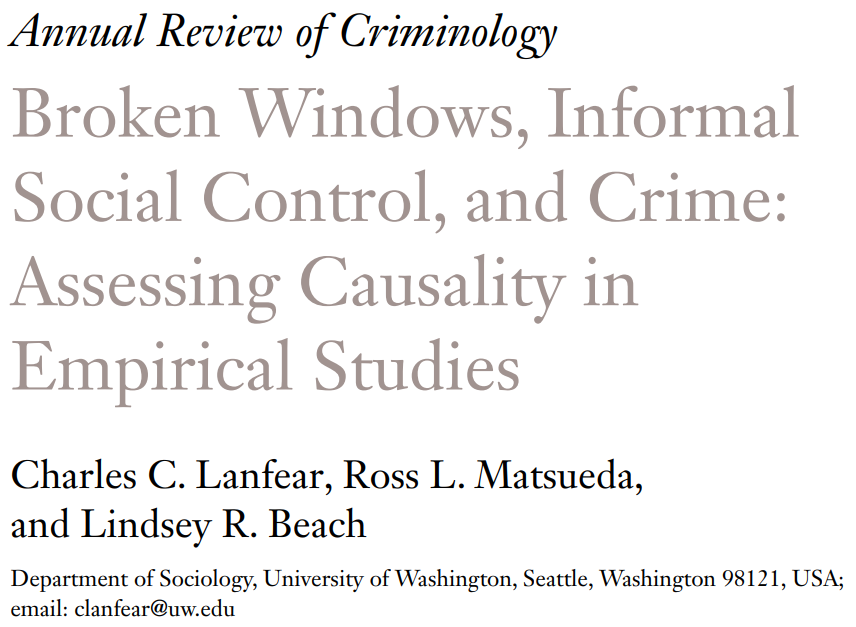 Annual Review of Criminology
Broken Windows, Informal
Social Control, and Crime:
Assessing Causality in
Empirical Studies
Charles C. Lanfear, Ross L. Matsueda,
and Lindsey R. Beach
Department of Sociology, University of Washington, Seattle, Washington 98121, USA;
email: clanfear@uw.edu